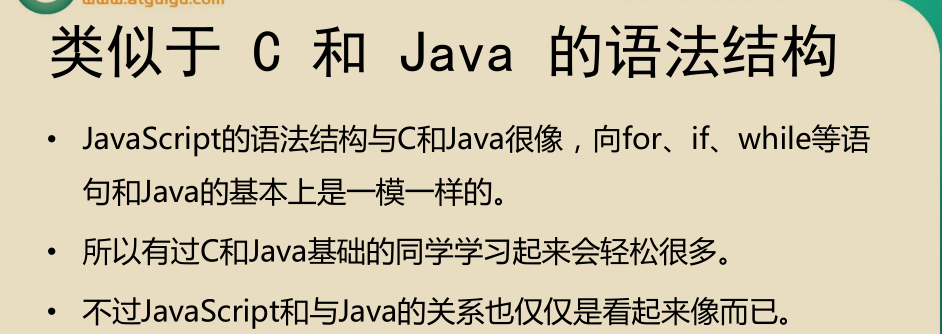 www.atguigu.com
类似于 C 和 Java 的语法结构
• JavaScript的语法结构与C和Java很像，向for、if、while等语
句和Java的基本上是一模一样的。
• 所以有过C和Java基础的同学学习起来会轻松很多。
• 不过JavaScript和与Java的关系也仅仅是看起来像而已。